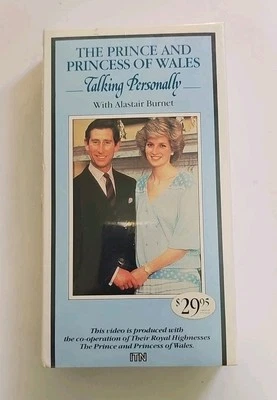 THE PRINCE AND
PRINCESS OF WALES
Talking Personally
With Alastair Burnet
$29.95
This video is produced with
the co-operation of Their Royal Highnesses
The Prince and Princess of Wales.
ITN